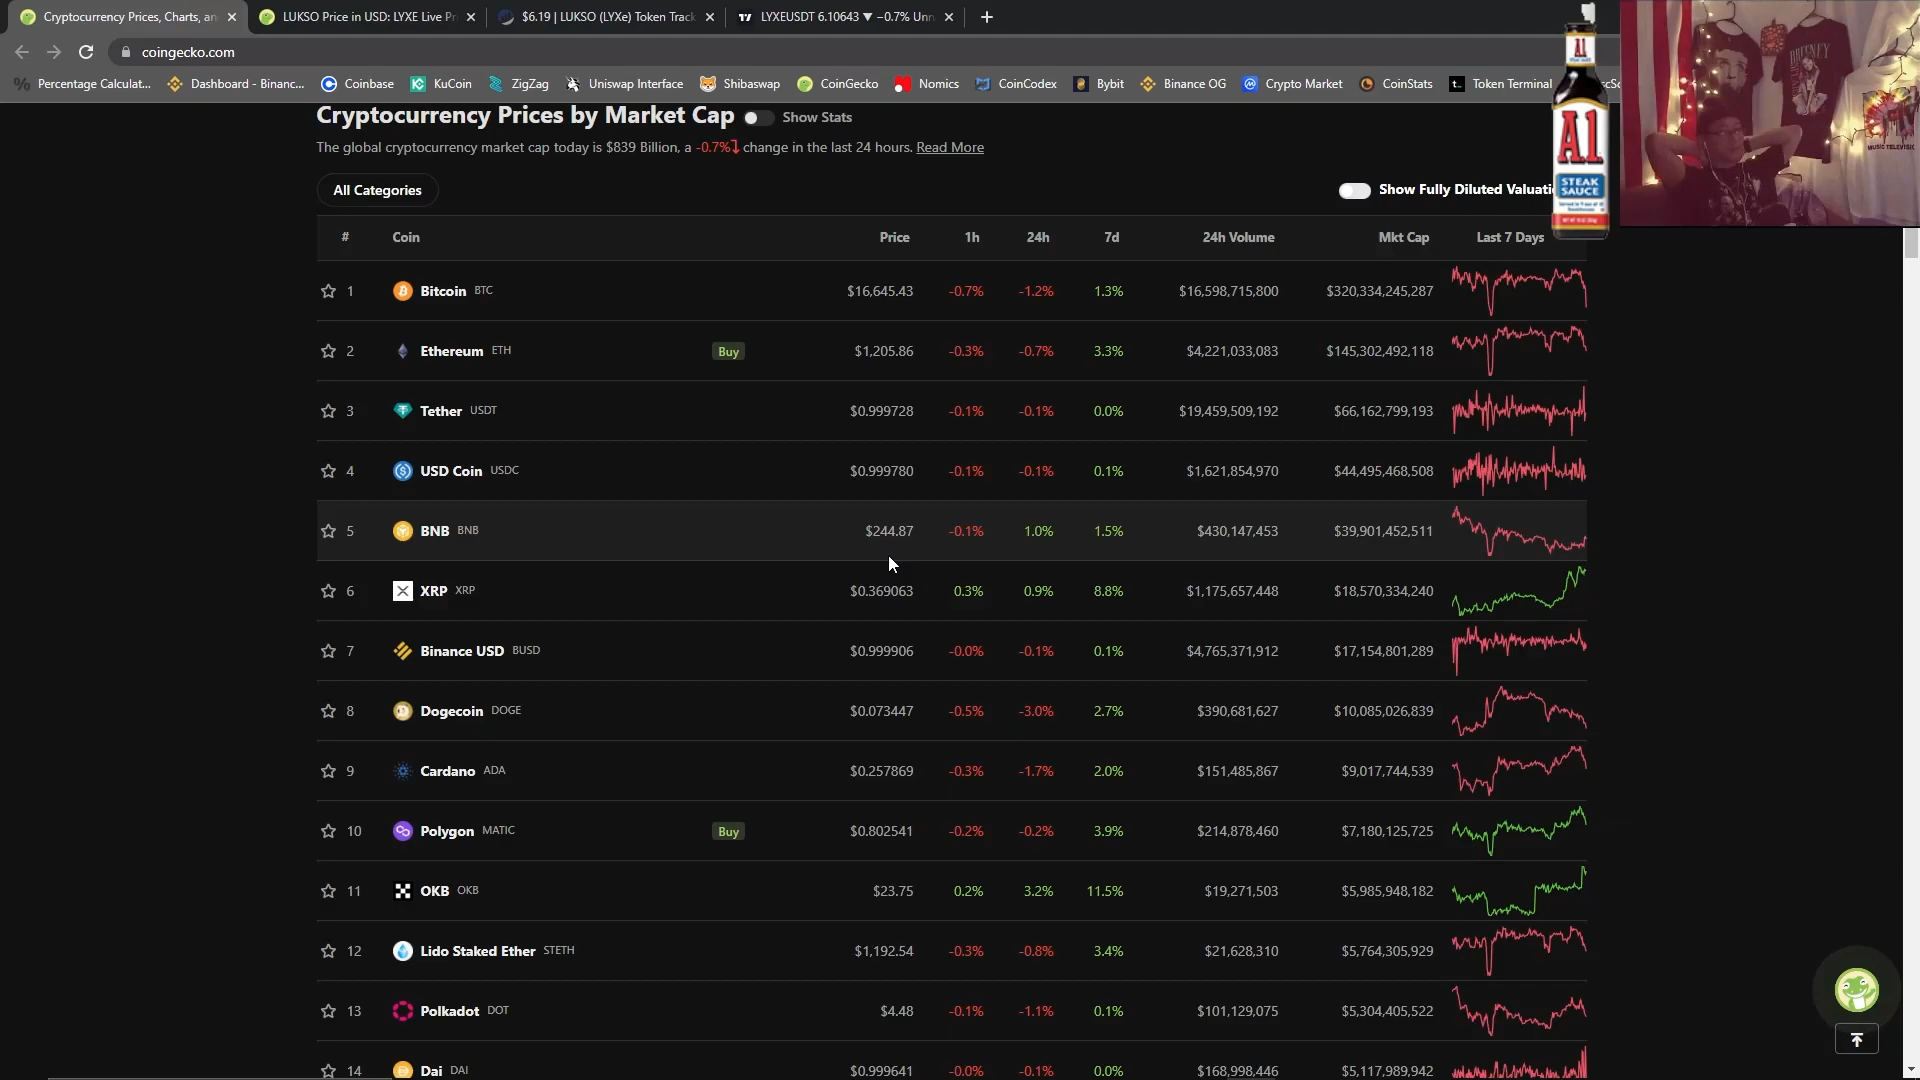 Cryptocurrency Prices, Charts, an
LUKSO Price in USD: LYXE Live Pri
$6.19 | LUKSO (LYXe) Token Track
LYXEUSDT 6.10643 ▼ −0.7% Unn
coingecko.com
Percentage Calculat...
Dashboard - Binanc...
Coinbase
KuCoin
ZigZag
Uniswap Interface
Shibaswap
CoinGecko
Nomics
CoinCodex
Bybit
Binance OG
Crypto Market
CoinStats
Token Terminal
Cryptocurrency Prices by Market Cap Show Stats
The global cryptocurrency market cap today is $839 Billion, a -0.7% change in the last 24 hours. Read More
All Categories
Show Fully Diluted Valuati
A1
A1
STEAK
SAUCE
BRITNEY
MUSIC TELEVISION
# Coin Price 1h 24h 7d 24h Volume Mkt Cap Last 7 Days
1 Bitcoin BTC $16,645.43 -0.7% -1.2% 1.3% $16,598,715,800 $320,334,245,287
2 Ethereum ETH Buy $1,205.86 -0.3% -0.7% 3.3% $4,221,033,083 $145,302,492,118
3 Tether USDT $0.999728 -0.1% -0.1% 0.0% $19,459,509,192 $66,162,799,193
4 USD Coin USDC $0.999780 -0.1% -0.1% 0.1% $1,621,854,970 $44,495,468,508
5 BNB BNB $244.87 -0.1% 1.0% 1.5% $430,147,453 $39,901,452,511
6 XRP XRP $0.369063 0.3% 0.9% 8.8% $1,175,657,448 $18,570,334,240
7 Binance USD BUSD $0.999906 -0.0% -0.1% 0.1% $4,765,371,912 $17,154,801,289
8 Dogecoin DOGE $0.073447 -0.5% -3.0% 2.7% $390,681,627 $10,085,026,839
9 Cardano ADA $0.257869 -0.3% -1.7% 2.0% $151,485,867 $9,017,744,539
10 Polygon MATIC Buy $0.802541 -0.2% -0.2% 3.9% $214,878,460 $7,180,125,725
11 OKB OKB $23.75 0.2% 3.2% 11.5% $19,271,503 $5,985,948,182
12 Lido Staked Ether STETH $1,192.54 -0.3% -0.8% 3.4% $21,628,310 $5,764,305,929
13 Polkadot DOT $4.48 -0.1% -1.1% 0.1% $101,129,075 $5,304,405,522
14 Dai DAI $0.999641 -0.0% -0.1% 0.0% $168,998,446 $5,117,989,942